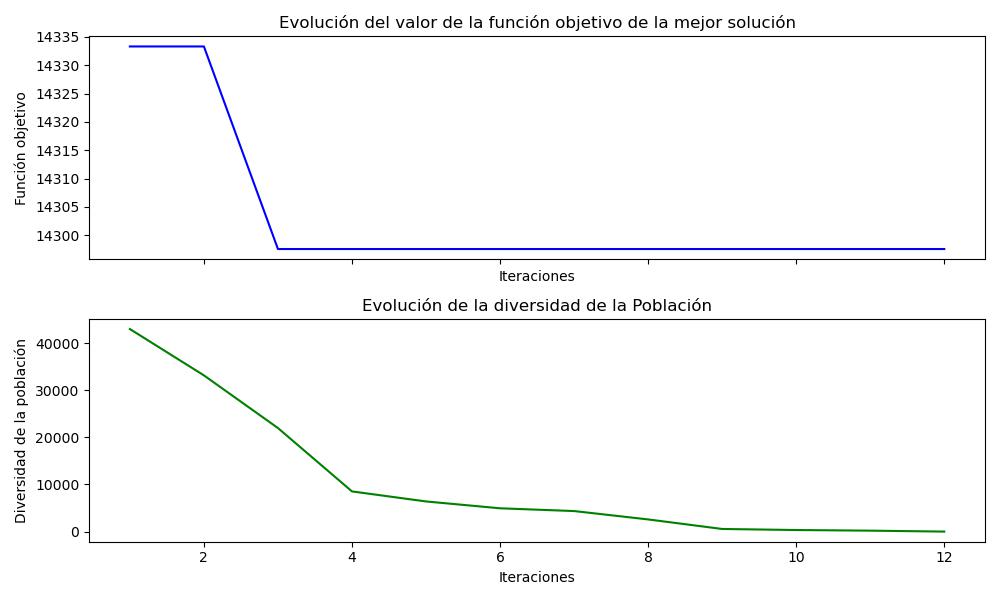 Evolución del valor de la función objetivo de la mejor solución
14335
14330
14325
14320
14315
14310
14305
14300
Función objetivo
Iteraciones
Evolución de la diversidad de la Población
40000
30000
20000
10000
0
Diversidad de la población
2 4 6 8 10 12
Iteraciones